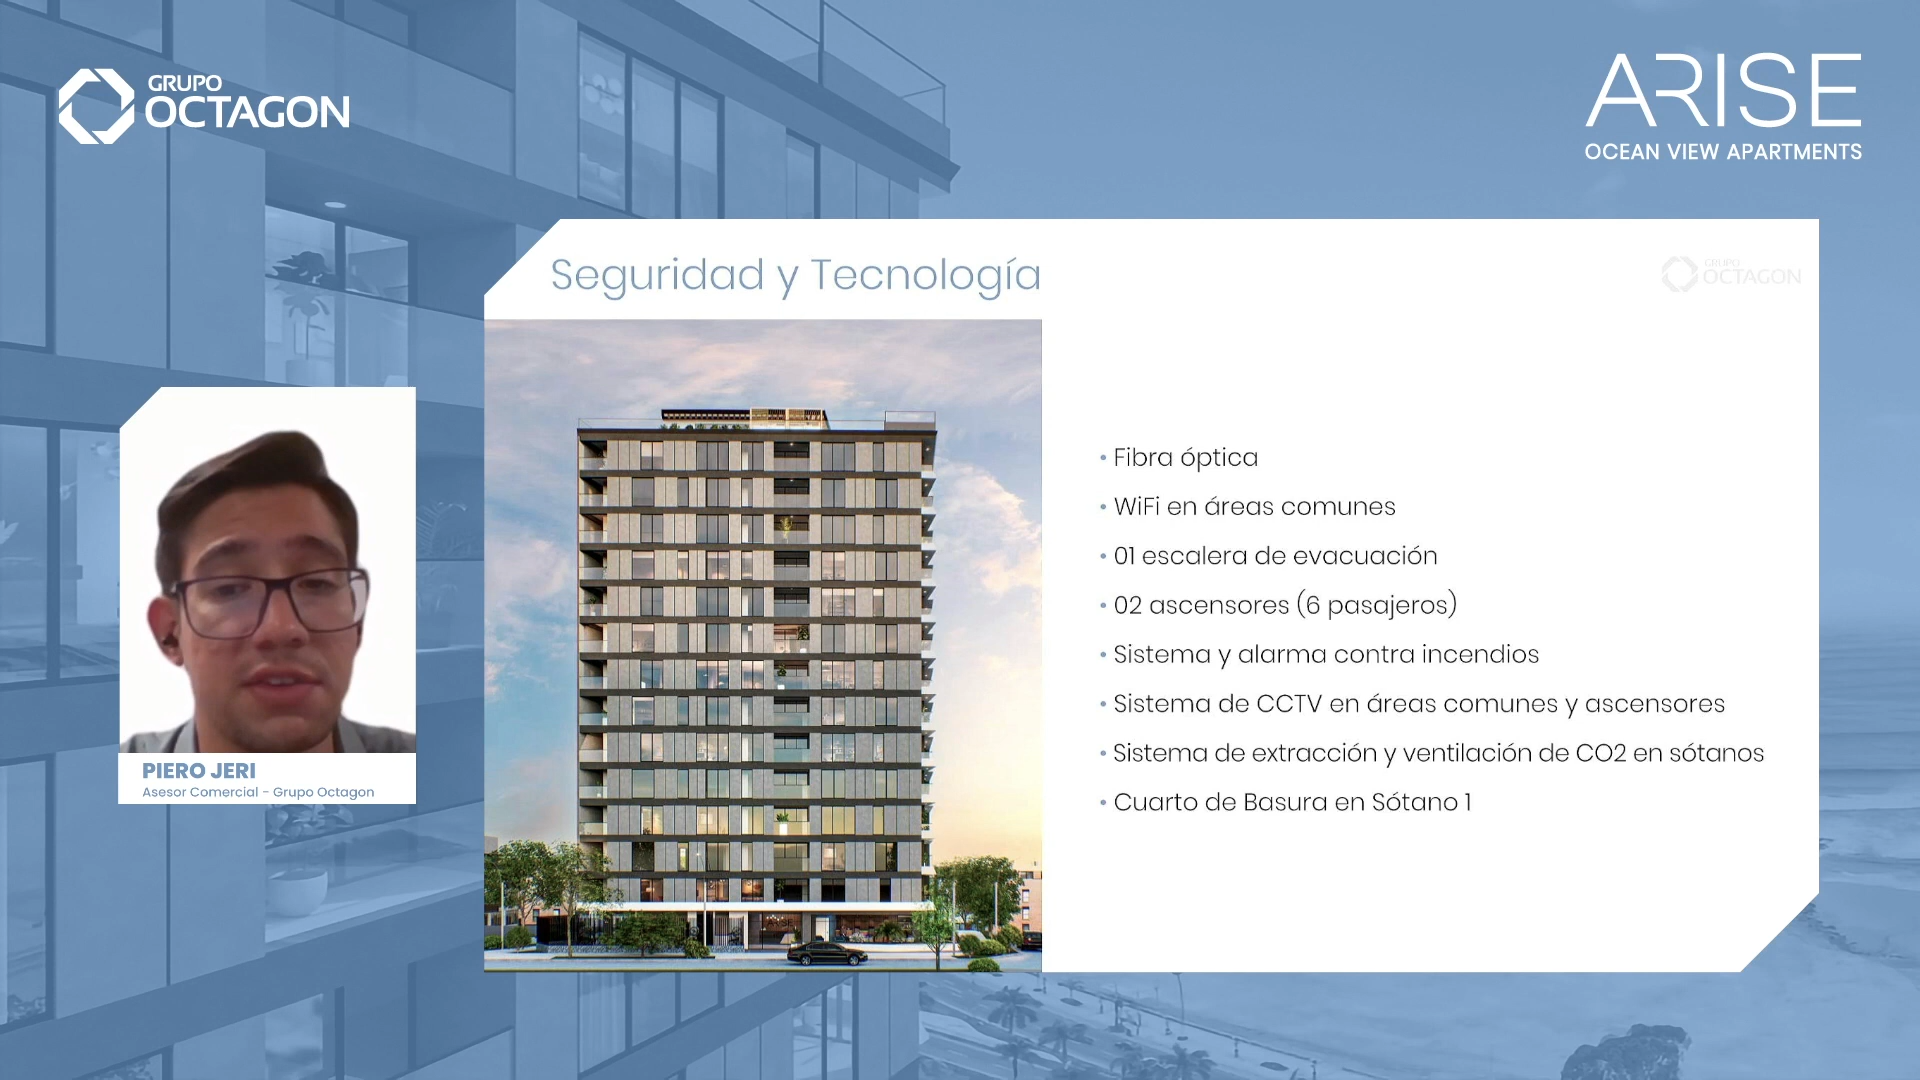 GRUPO
OCTAGON
ARISE
OCEAN VIEW APARTMENTS
Seguridad y Tecnología
GRUPO
OCTAGON
• Fibra óptica
• WiFi en áreas comunes
• 01 escalera de evacuación
• 02 ascensores (6 pasajeros)
• Sistema y alarma contra incendios
• Sistema de CCTV en áreas comunes y ascensores
• Sistema de extracción y ventilación de CO2 en sótanos
• Cuarto de Basura en Sótano 1
PIERO JERI
Asesor Comercial - Grupo Octagon